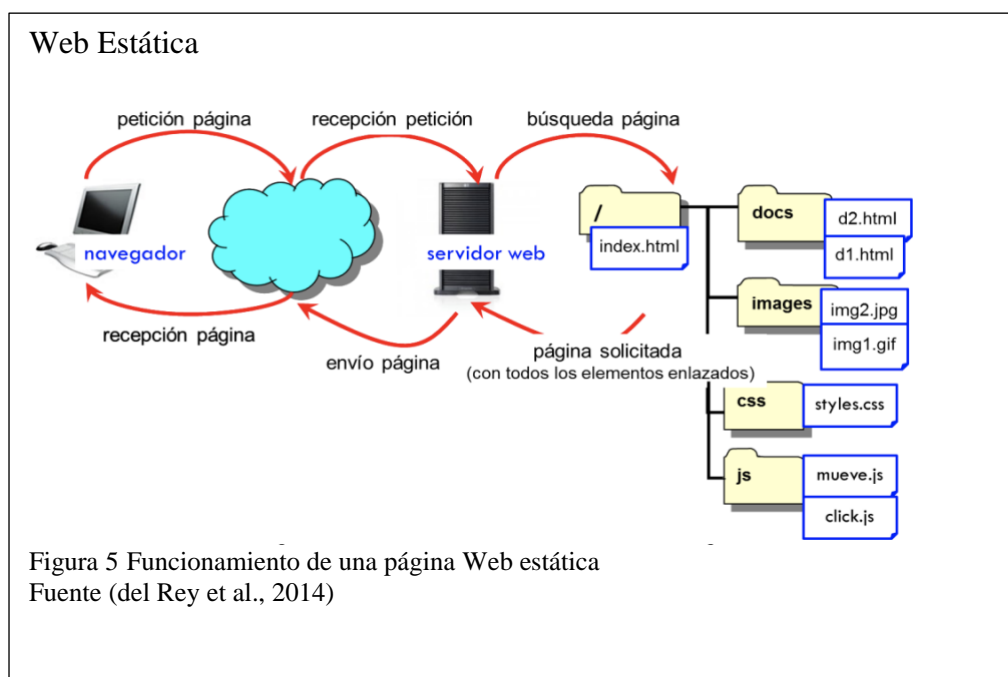 Web Estática
petición página
recepción petición
búsqueda página
navegador
servidor web
/
index.html
docs
d2.html
d1.html
images
img2.jpg
img1.gif
recepción página
envío página
página solicitada
(con todos los elementos enlazados)
css
styles.css
js
mueve.js
click.js
Figura 5 Funcionamiento de una página Web estática
Fuente (del Rey et al., 2014)